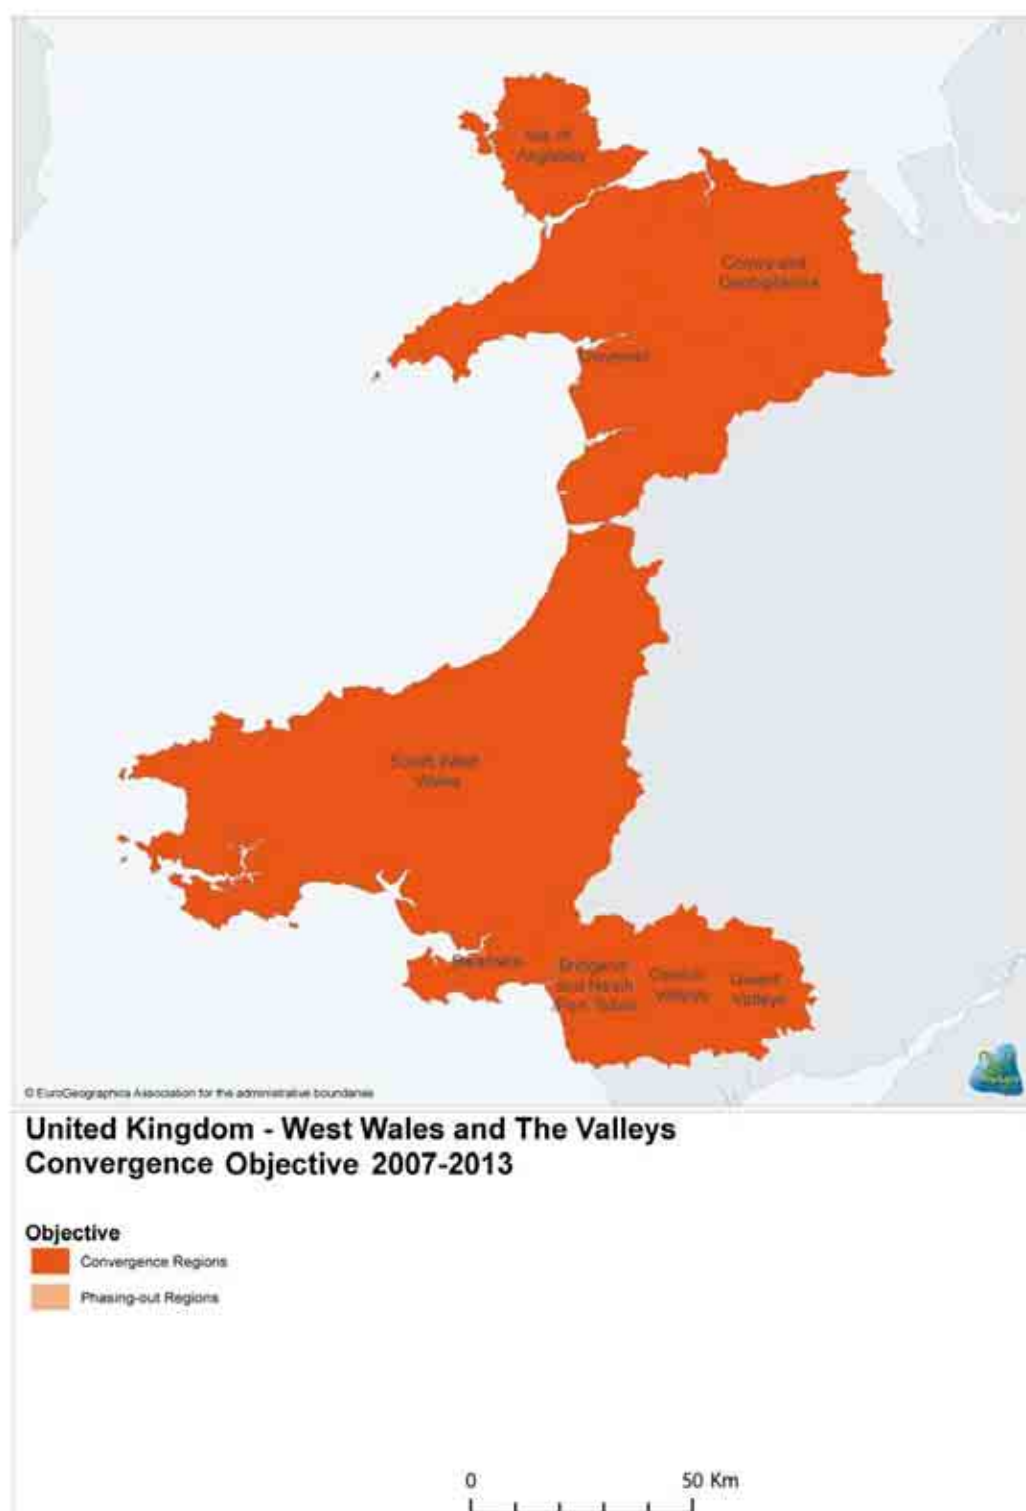 Isle of
Anglesey
Conwy and
Denbighshire
Gwynedd
South West
Wales
Swansea
Bridgend
and Neath
Port Talbot
Central
Valleys
Gwent
Valleys
© EuroGeographics Association for the administrative boundaries
United Kingdom - West Wales and The Valleys
Convergence Objective 2007-2013
Objective
Convergence Regions
Phasing-out Regions
0 50 Km